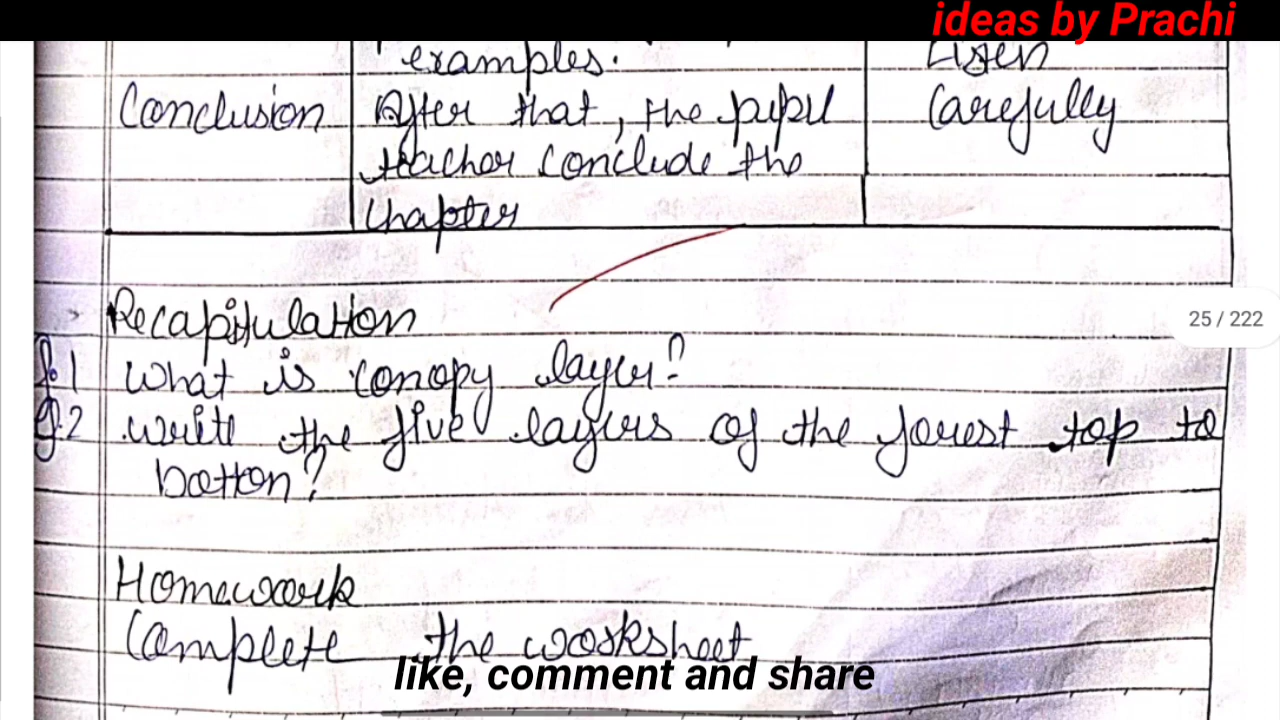 ideas by Prachi
examples. Listen
Conclusion After that, the pupil Carefully
teacher conclude the
chapter
Recapitulation
25 / 222
Q.1 What is conopy layer?
Q.2 write the five layers of the forest top to
botton?
Homework
Complete the worksheet
like, comment and share